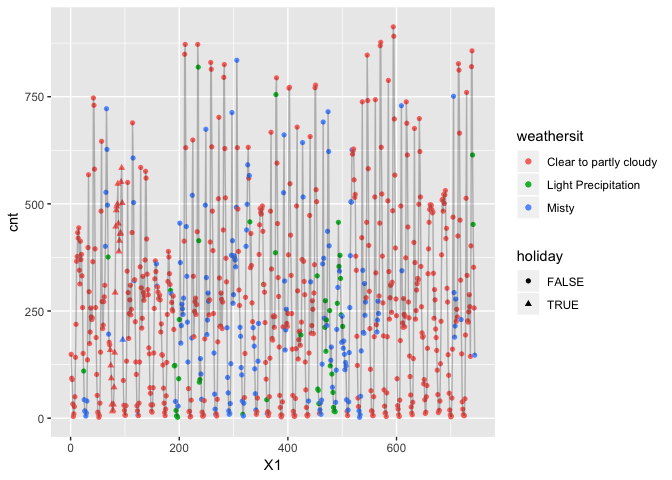 750
500
250
0
cnt
0
200
400
600
X1
weathersit
Clear to partly cloudy
Light Precipitation
Misty
holiday
FALSE
TRUE